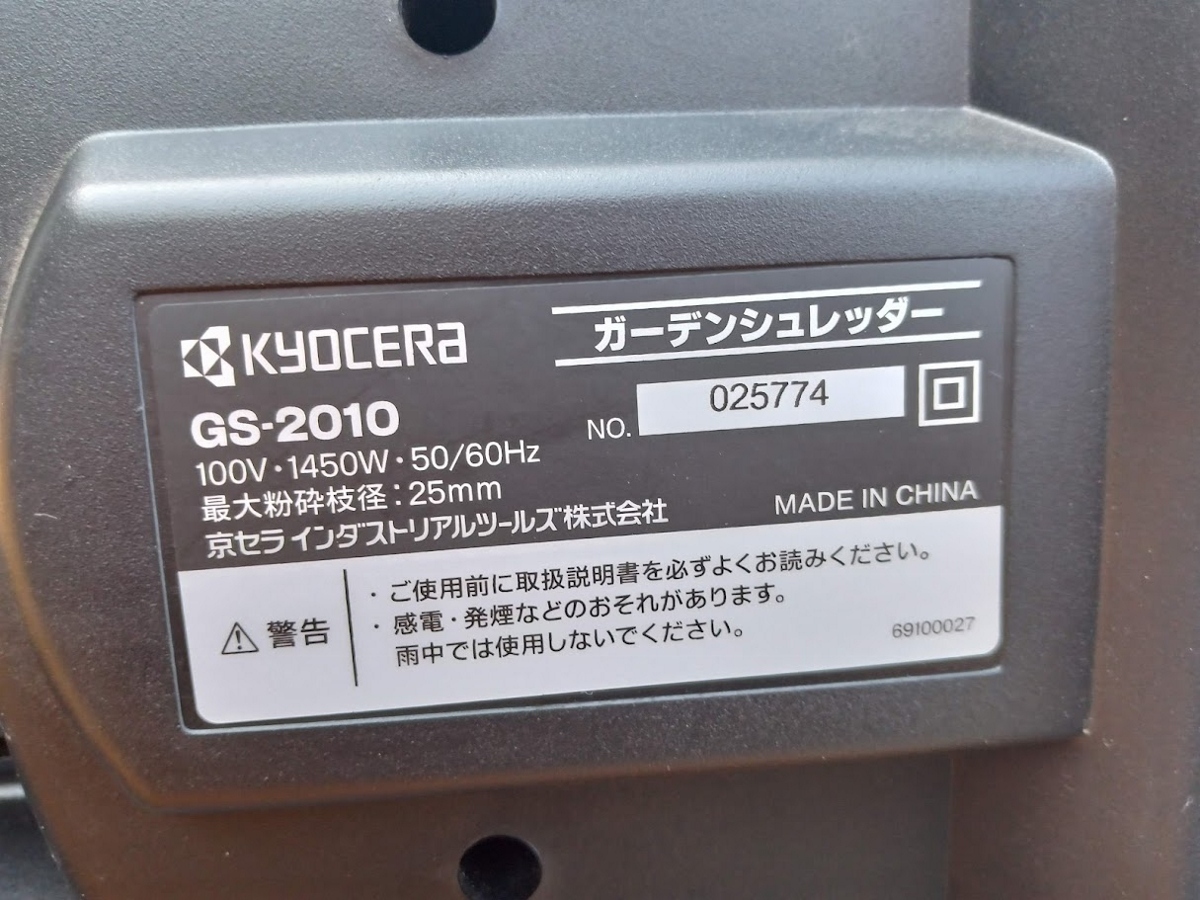 KYOCERA
ガーデンシュレッダー
GS-2010
NO. 025774
100V・1450W・50/60Hz
最大粉砕枝径：25mm
京セラ インダストリアルツールズ株式会社
MADE IN CHINA
⚠警告
・ご使用前に取扱説明書を必ずよくお読みください。
・感電・発煙などのおそれがあります。
雨中では使用しないでください。
69100027